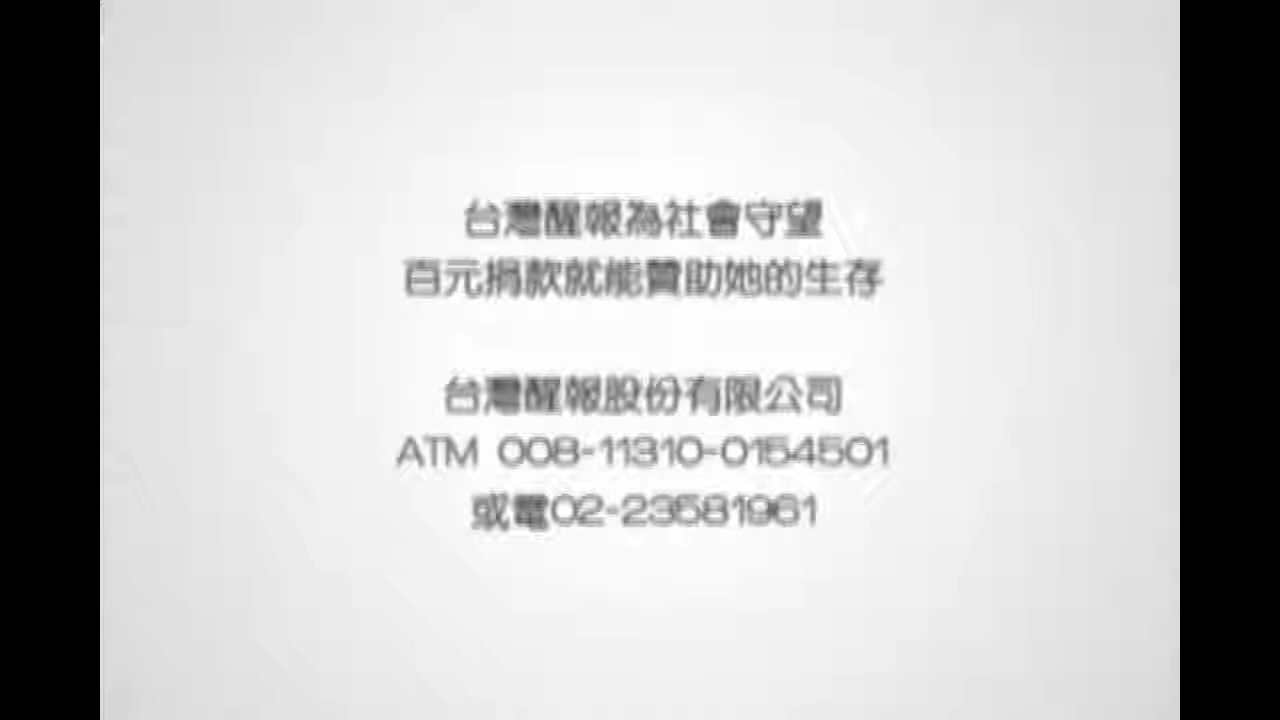 台灣醒報為社會守望
百元捐款就能贊助她的生存
台灣醒報股份有限公司
ATM 008-11310-0154501
或電02-23581961